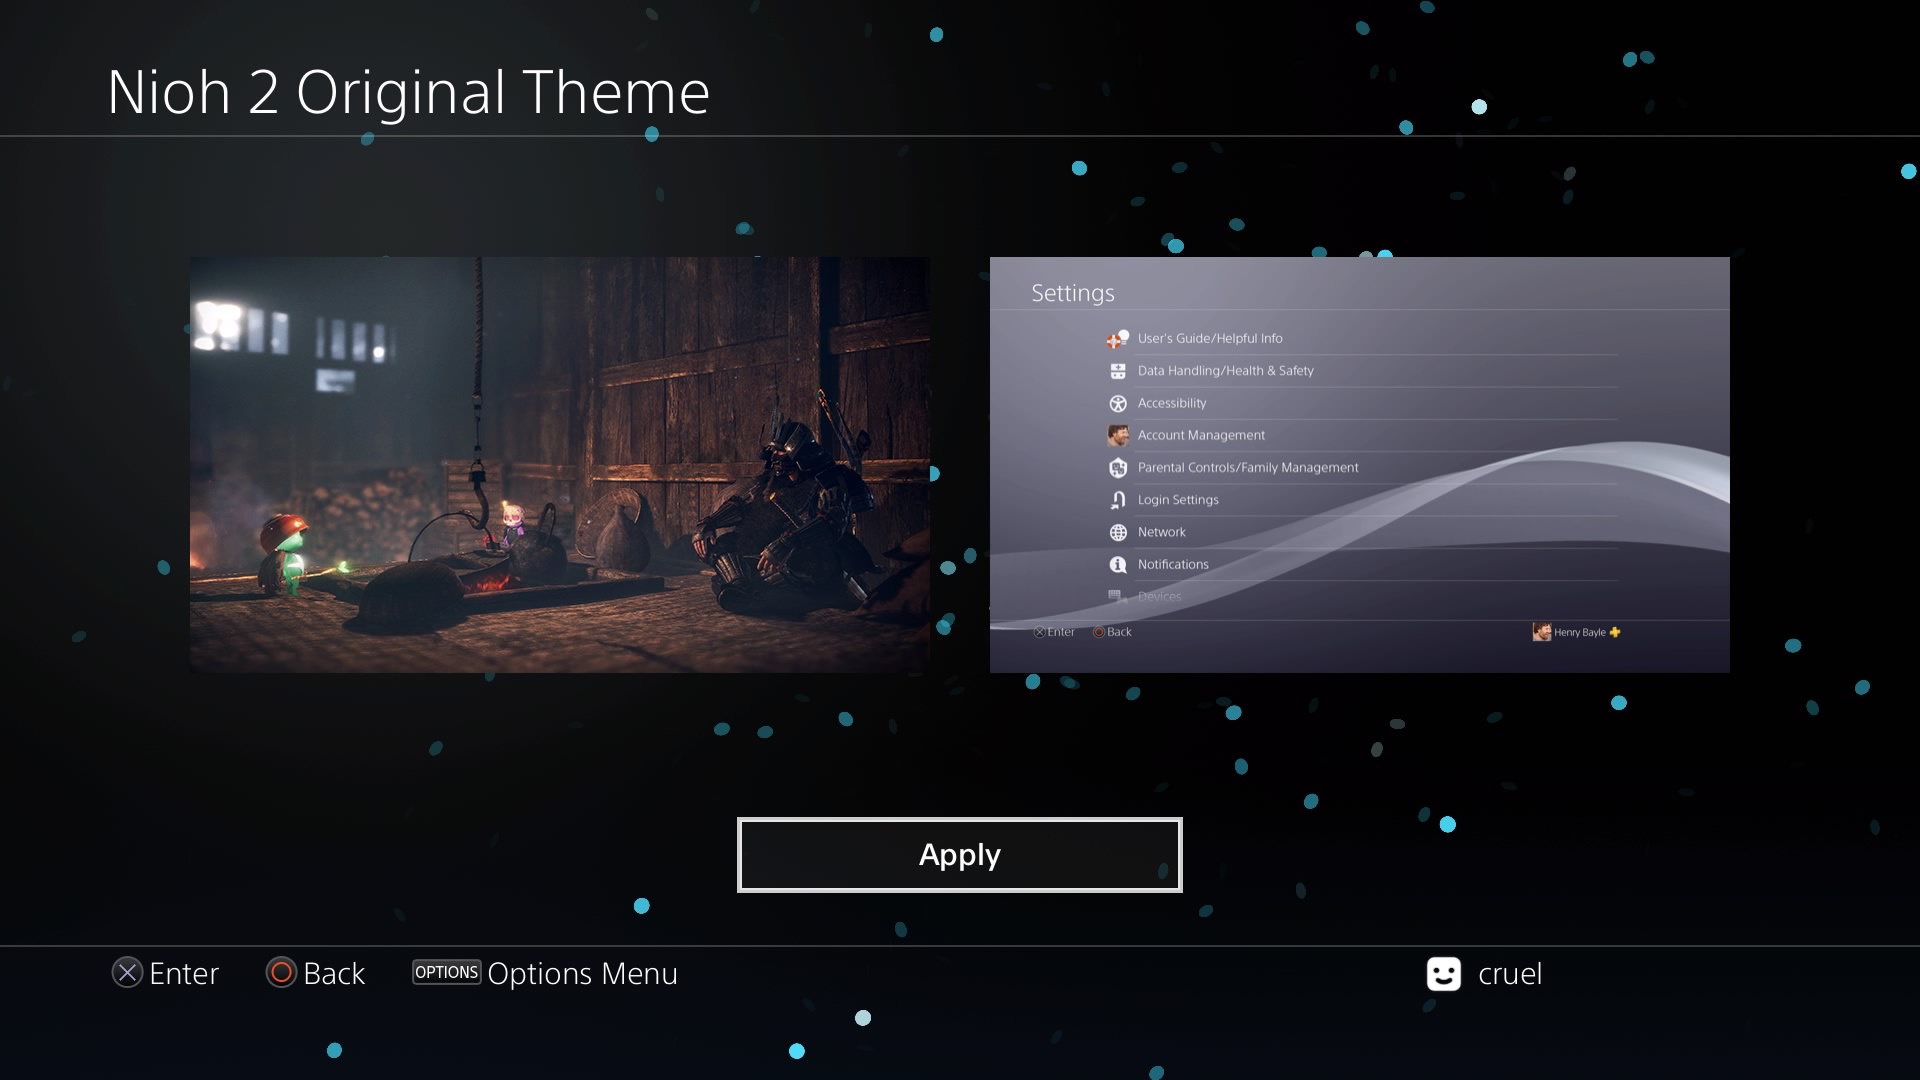 Nioh 2 Original Theme
Settings
User's Guide/Helpful Info
Data Handling/Health & Safety
Accessibility
Account Management
Parental Controls/Family Management
Login Settings
Network
Notifications
Devices
Enter Back Henry Bayle
Apply
Enter Back OPTIONS Options Menu cruel